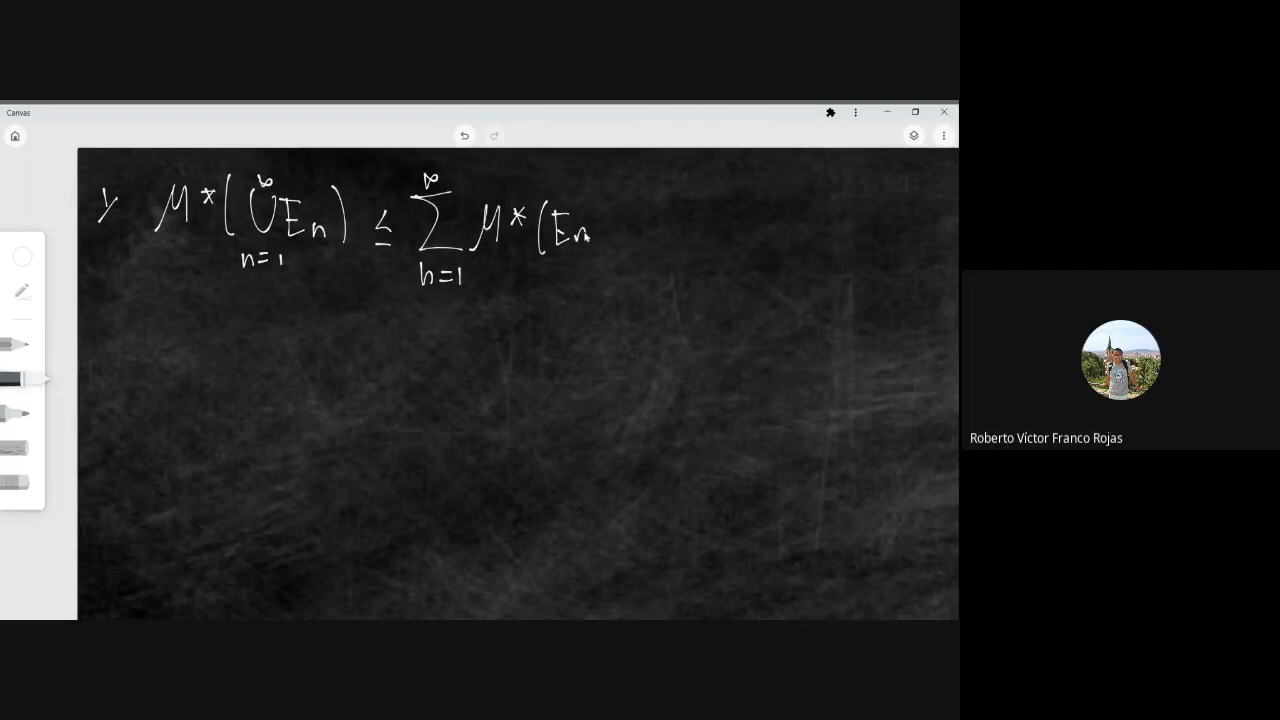 Canvas
y μ*(⋃_{n=1}^{∞} E_n) ≤ ∑_{n=1}^{∞} μ*(E_n
Roberto Víctor Franco Rojas